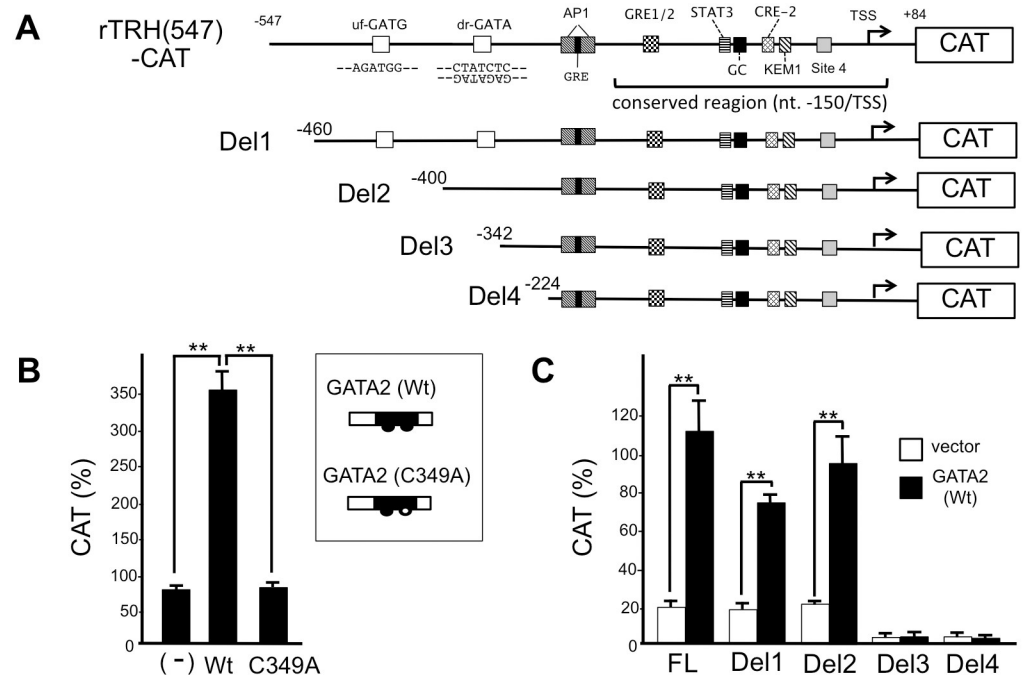 A
rTRH(547)
-CAT
-547
uf-GATG
dr-GATA
AP1
GRE1/2
STAT3
CRE-2
TSS
+84
CAT
--AGATGG--
--CTATCTC--
--GAGATAG--
GRE
GC
KEM1
Site 4
conserved reagion (nt. -150/TSS)
Del1
-460
CAT
Del2
-400
CAT
Del3
-342
CAT
Del4
-224
CAT
B
CAT (%)
350
300
250
200
150
100
50
0
**
**
(-)
Wt
C349A
GATA2 (Wt)
GATA2 (C349A)
C
CAT (%)
120
100
80
60
40
20
0
**
**
**
FL
Del1
Del2
Del3
Del4
vector
GATA2
(Wt)